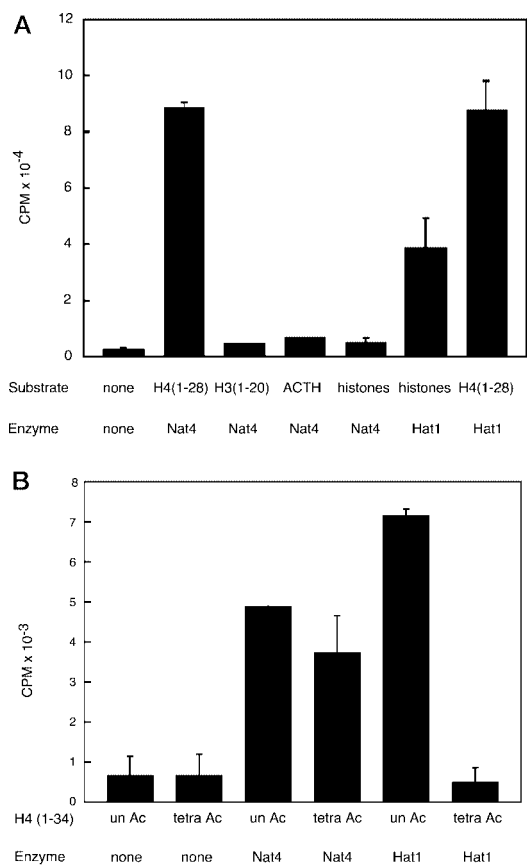 A
12
10
8
6
4
2
0
CPM x 10-4
Substrate none H4(1-28) H3(1-20) ACTH histones histones H4(1-28)
Enzyme none Nat4 Nat4 Nat4 Nat4 Hat1 Hat1
B
8
7
6
5
4
3
2
1
0
CPM x 10-3
H4 (1-34) un Ac tetra Ac un Ac tetra Ac un Ac tetra Ac
Enzyme none none Nat4 Nat4 Hat1 Hat1